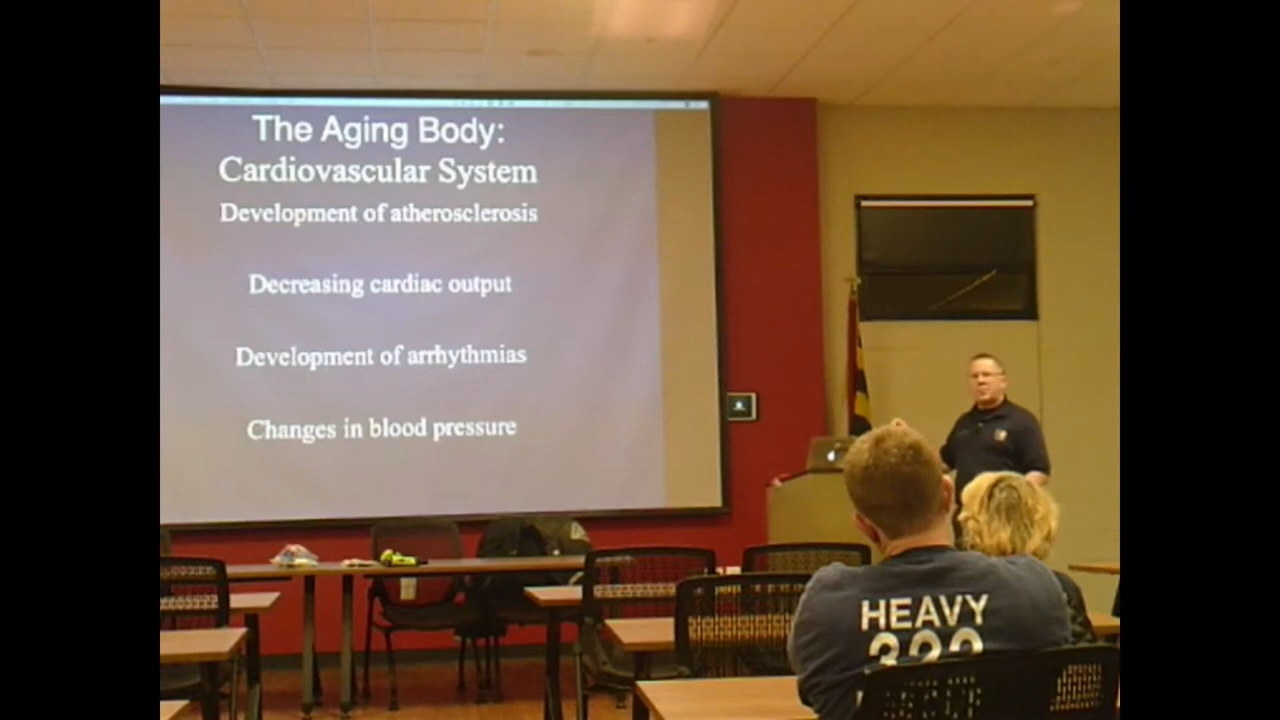 The Aging Body:
Cardiovascular System
Development of atherosclerosis
Decreasing cardiac output
Development of arrhythmias
Changes in blood pressure
HEAVY